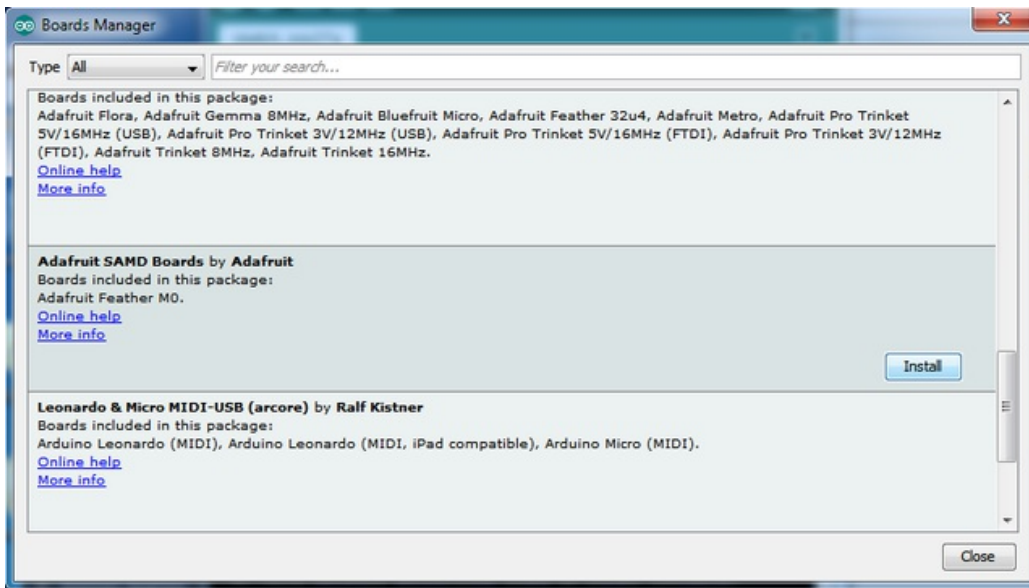 Boards Manager
Type All Filter your search...
Boards included in this package:
Adafruit Flora, Adafruit Gemma 8MHz, Adafruit Bluefruit Micro, Adafruit Feather 32u4, Adafruit Metro, Adafruit Pro Trinket
5V/16MHz (USB), Adafruit Pro Trinket 3V/12MHz (USB), Adafruit Pro Trinket 5V/16MHz (FTDI), Adafruit Pro Trinket 3V/12MHz
(FTDI), Adafruit Trinket 8MHz, Adafruit Trinket 16MHz.
Online help
More info
Adafruit SAMD Boards by Adafruit
Boards included in this package:
Adafruit Feather M0.
Online help
More info
Install
Leonardo & Micro MIDI-USB (arcore) by Ralf Kistner
Boards included in this package:
Arduino Leonardo (MIDI), Arduino Leonardo (MIDI, iPad compatible), Arduino Micro (MIDI).
Online help
More info
Close